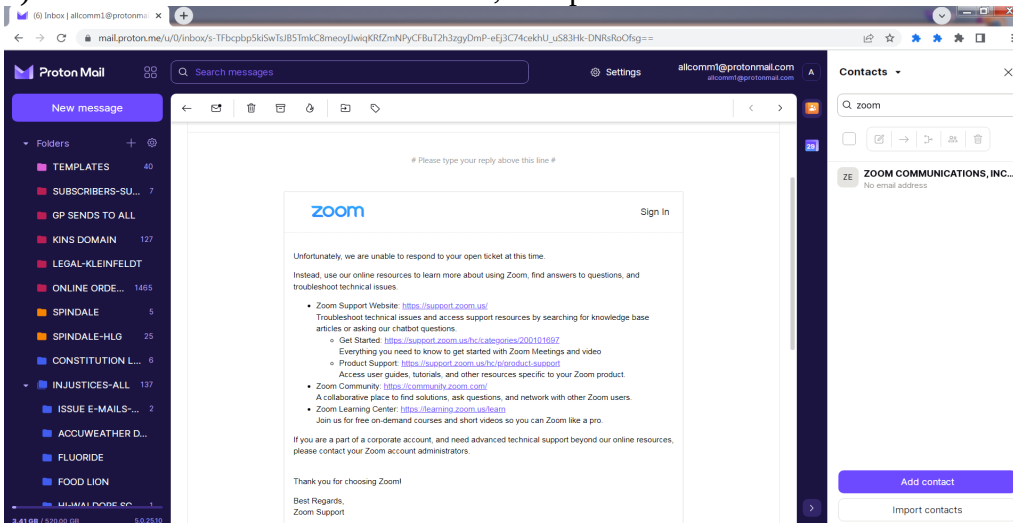 (6) Inbox | allcomm1@protonmai
mail.proton.me/u/0/inbox/s-TFbcpbp5kiSwTsJB5TmkC8meoyIJwiqKRfZmNPyCFBuT2h3zgyDmP-eEj3C74cekhU_uS83Hk-DNRsRoOfsg==
Proton Mail
Search messages
Settings
allcomm1@protonmail.com
allcomm1@protonmail.com
A
Contacts
New message
zoom
Folders
29
TEMPLATES 40
# Please type your reply above this line #
ZE
ZOOM COMMUNICATIONS, INC...
No email address
SUBSCRIBERS-SU... 7
GP SENDS TO ALL
zoom
Sign In
KINS DOMAIN 127
LEGAL-KLEINFELDT
ONLINE ORDE... 1465
SPINDALE 5
SPINDALE-HLG 25
CONSTITUTION L... 6
INJUSTICES-ALL 137
ISSUE E-MAILS-... 2
ACCUWEATHER D...
FLUORIDE
FOOD LION
3.41 GB / 520.00 GB
5.0.25.10
Unfortunately, we are unable to respond to your open ticket at this time.
Instead, use our online resources to learn more about using Zoom, find answers to questions, and
troubleshoot technical issues.
• Zoom Support Website: https://support.zoom.us/
Troubleshoot technical issues and access support resources by searching for knowledge base
articles or asking our chatbot questions.
◦ Get Started: https://support.zoom.us/hc/categories/200101697
Everything you need to know to get started with Zoom Meetings and video
◦ Product Support: https://support.zoom.us/hc/p/product-support
Access user guides, tutorials, and other resources specific to your Zoom product.
• Zoom Community: https://community.zoom.com/
A collaborative place to find solutions, ask questions, and network with other Zoom users.
• Zoom Learning Center: https://learning.zoom.us/learn
Join us for free on-demand courses and short videos so you can Zoom like a pro.
If you are a part of a corporate account, and need advanced technical support beyond our online resources,
please contact your Zoom account administrators.
Thank you for choosing Zoom!
Best Regards,
Zoom Support
Add contact
Import contacts